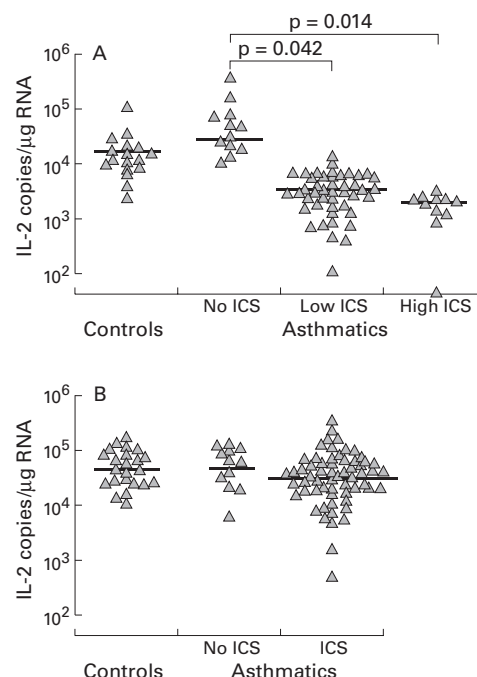 p = 0.014
p = 0.042
A
IL-2 copies/µg RNA
10⁶
10⁵
10⁴
10³
10²
No ICS Low ICS High ICS
Controls Asthmatics
B
IL-2 copies/µg RNA
10⁶
10⁵
10⁴
10³
10²
No ICS ICS
Controls Asthmatics